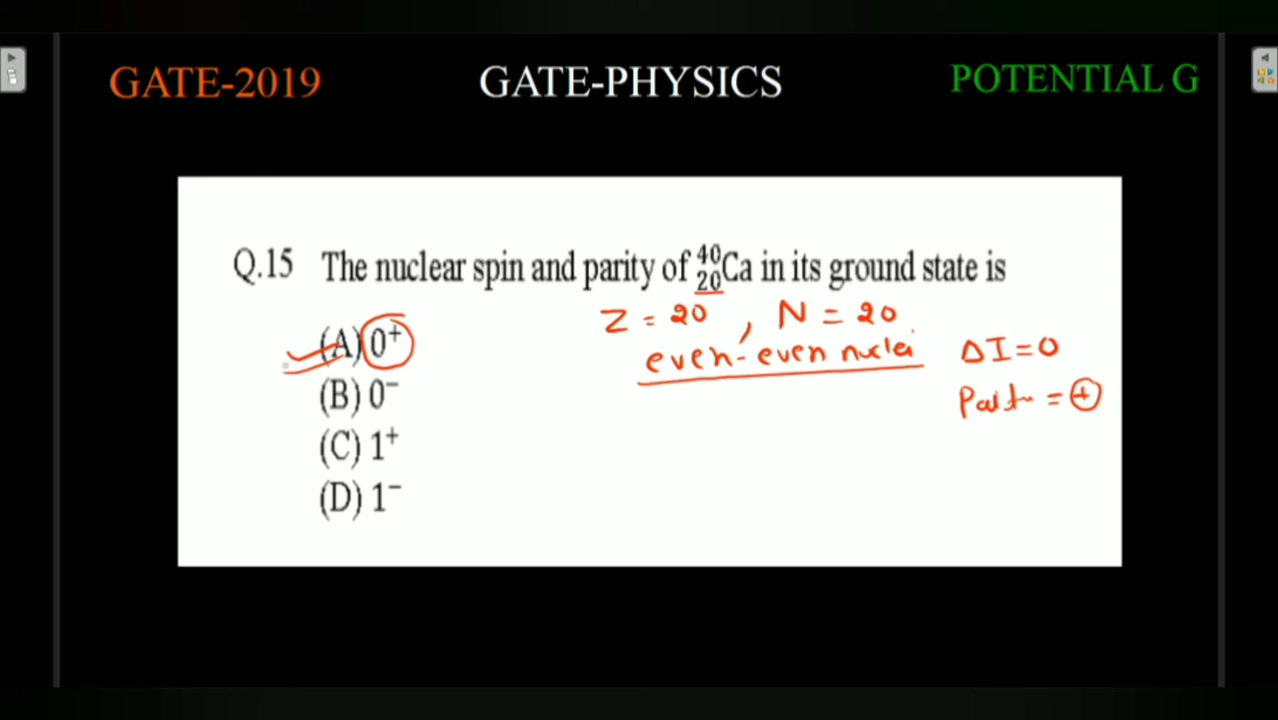 GATE-2019 GATE-PHYSICS POTENTIAL G
Q.15 The nuclear spin and parity of ⁴⁰₂₀Ca in its ground state is
Z = 20 , N = 20
(A) 0⁺
even-even nuclei ΔI = 0
(B) 0⁻
= +
(C) 1⁺
(D) 1⁻